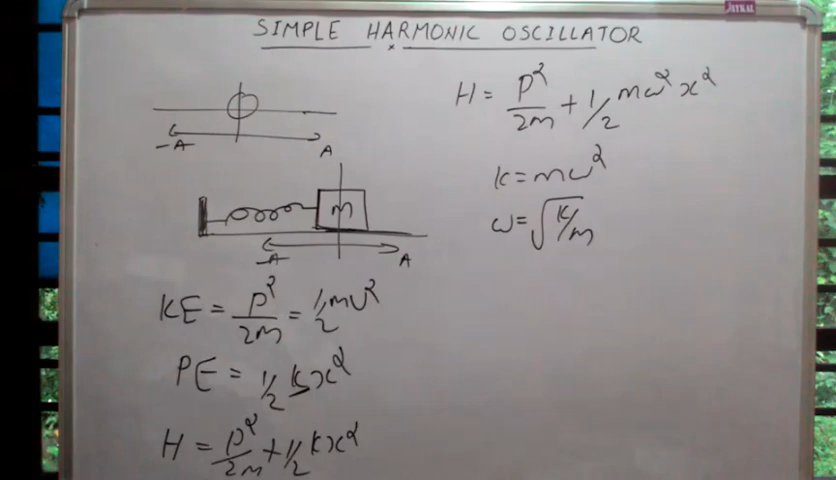 JAYKAL
SIMPLE HARMONIC OSCILLATOR
-A A
m
-A A
KE = p²/2m = 1/2 mv²
PE = 1/2 kx²
H = p²/2m + 1/2 kx²
H = p²/2m + 1/2 mω²x²
k = mω²
ω = √k/m